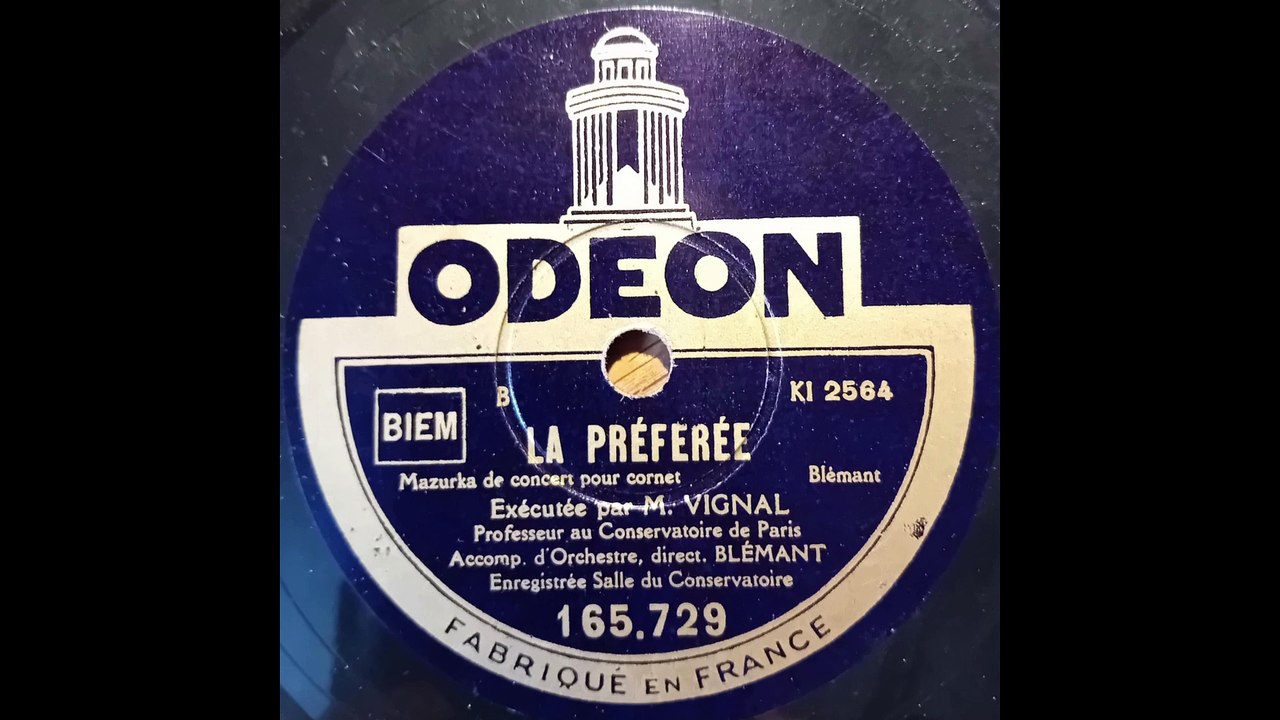 ODEON
BIEM
B
KI 2564
LA PRÉFERÉE
Mazurka de concert pour cornet
Blémant
Exécutée par M. VIGNAL
Professeur au Conservatoire de Paris
Accomp. d'Orchestre, direct. BLÉMANT
Enregistrée Salle du Conservatoire
165.729
FABRIQUÉ EN FRANCE